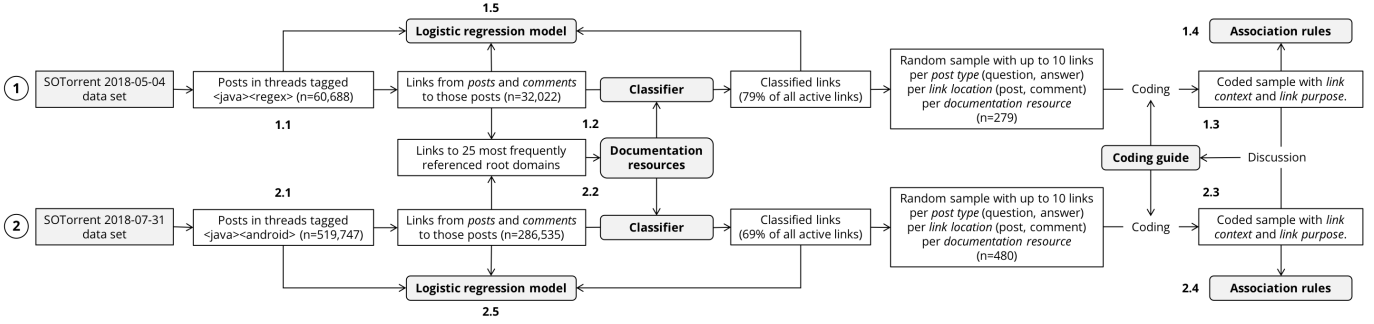 1.5
Logistic regression model
1.4
Association rules
1
SOTorrent 2018-05-04
data set
Posts in threads tagged
<java><regex> (n=60,688)
Links from posts and comments
to those posts (n=32,022)
Classifier
Classified links
(79% of all active links)
Random sample with up to 10 links
per post type (question, answer)
per link location (post, comment)
per documentation resource
(n=279)
Coding
Coded sample with link
context and link purpose.
1.1
1.2
1.3
Links to 25 most frequently
referenced root domains
Documentation
resources
Coding guide
Discussion
2.1
2.2
2.3
2
SOTorrent 2018-07-31
data set
Posts in threads tagged
<java><android> (n=519,747)
Links from posts and comments
to those posts (n=286,535)
Classifier
Classified links
(69% of all active links)
Random sample with up to 10 links
per post type (question, answer)
per link location (post, comment)
per documentation resource
(n=480)
Coding
Coded sample with link
context and link purpose.
Logistic regression model
2.5
2.4
Association rules